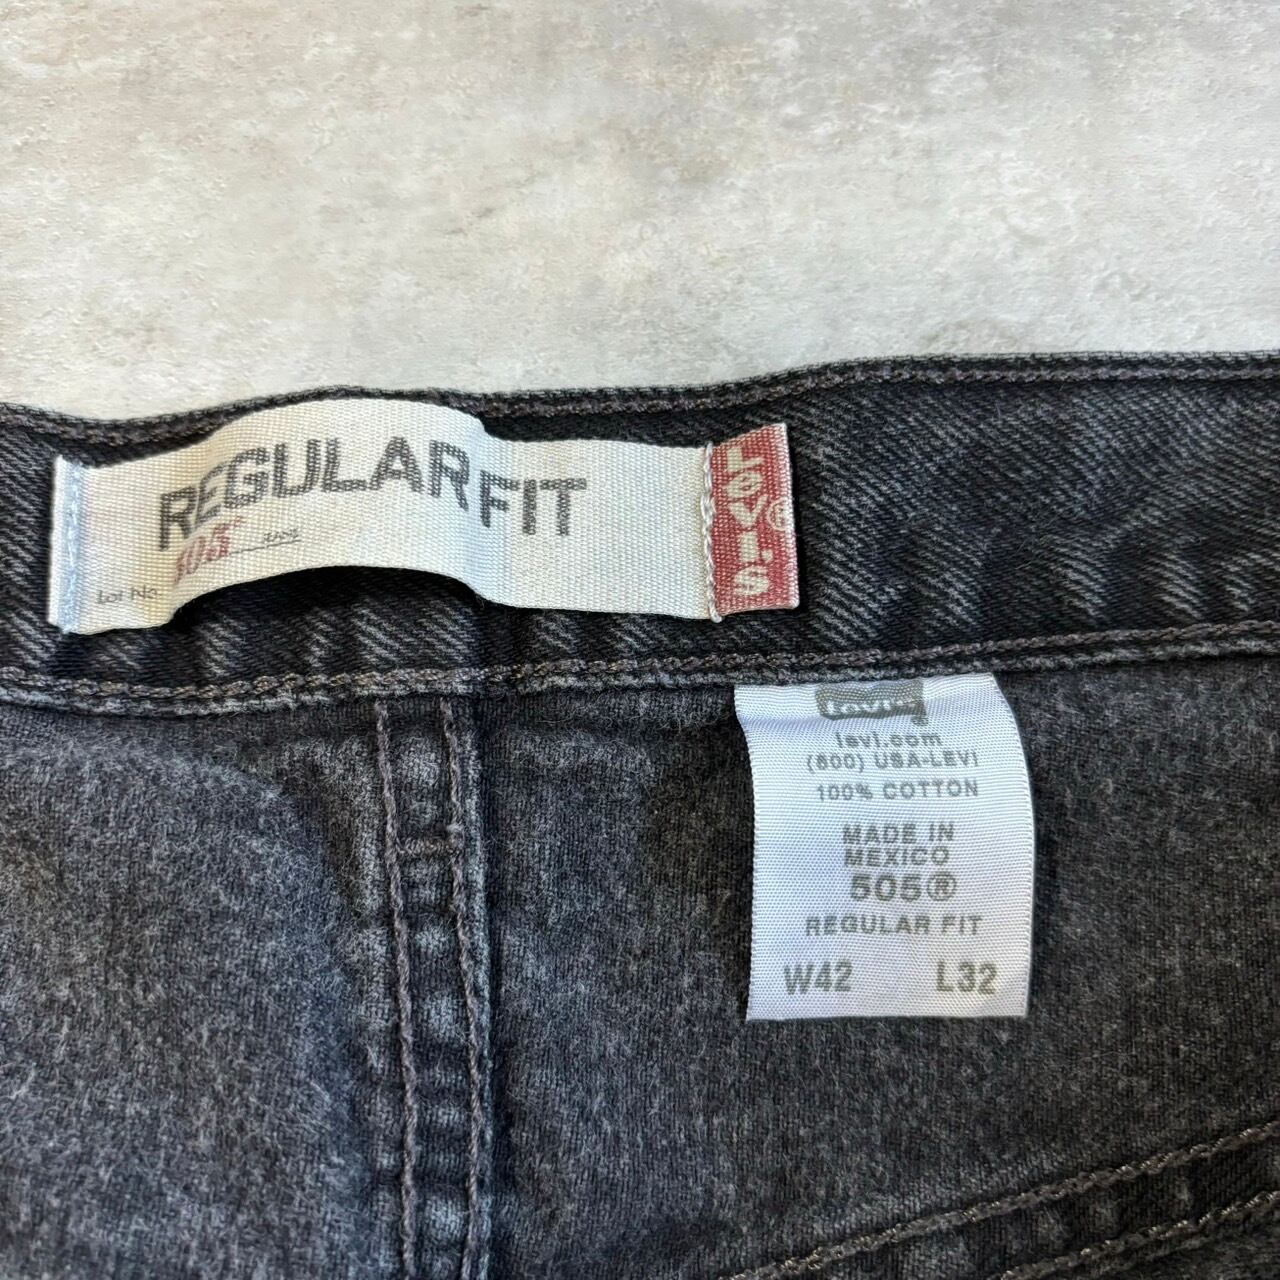 REGULAR FIT
Lot No. 505 JEANS
LEVI'S®
Levi's
levi.com
(800) USA-LEVI
100% COTTON
MADE IN
MEXICO
505®
REGULAR FIT
W42 L32